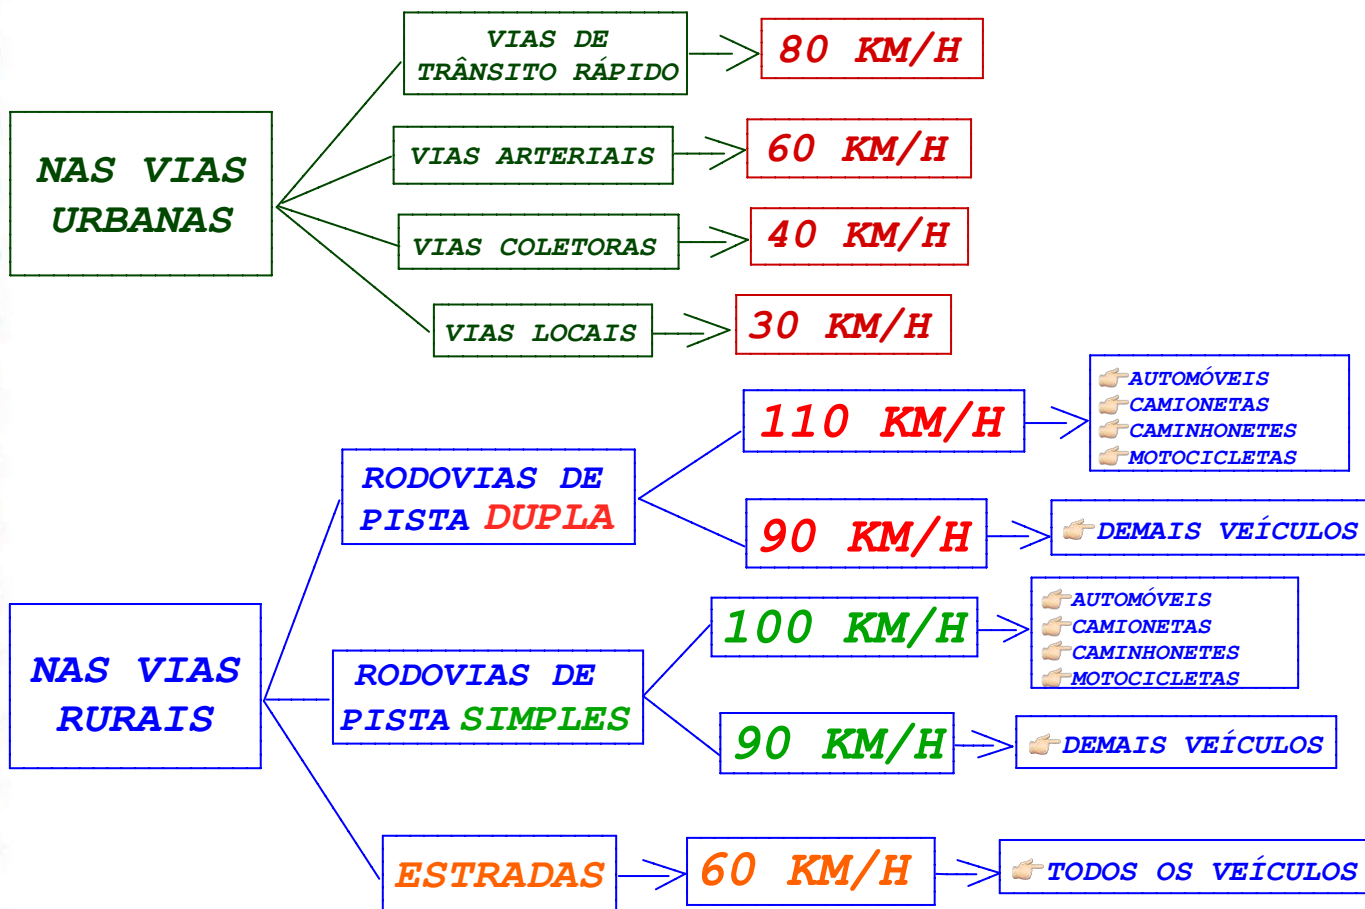 NAS VIAS
URBANAS
VIAS DE
TRÂNSITO RÁPIDO
80 KM/H
VIAS ARTERIAIS
60 KM/H
VIAS COLETORAS
40 KM/H
VIAS LOCAIS
30 KM/H
NAS VIAS
RURAIS
RODOVIAS DE
PISTA DUPLA
110 KM/H
AUTOMÓVEIS
CAMIONETAS
CAMINHONETES
MOTOCICLETAS
90 KM/H
DEMAIS VEÍCULOS
RODOVIAS DE
PISTA SIMPLES
100 KM/H
AUTOMÓVEIS
CAMIONETAS
CAMINHONETES
MOTOCICLETAS
90 KM/H
DEMAIS VEÍCULOS
ESTRADAS
60 KM/H
TODOS OS VEÍCULOS